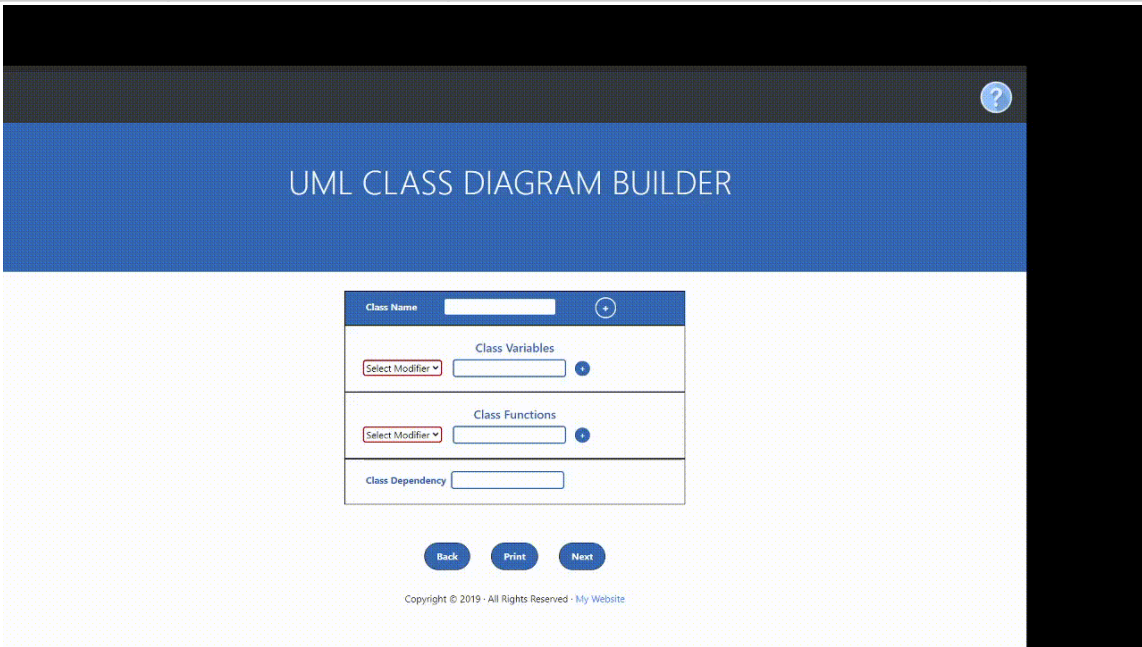 ?
UML CLASS DIAGRAM BUILDER
Class Name +
Class Variables
Select Modifier +
Class Functions
Select Modifier +
Class Dependency
Back Print Next
Copyright © 2019 · All Rights Reserved · My Website